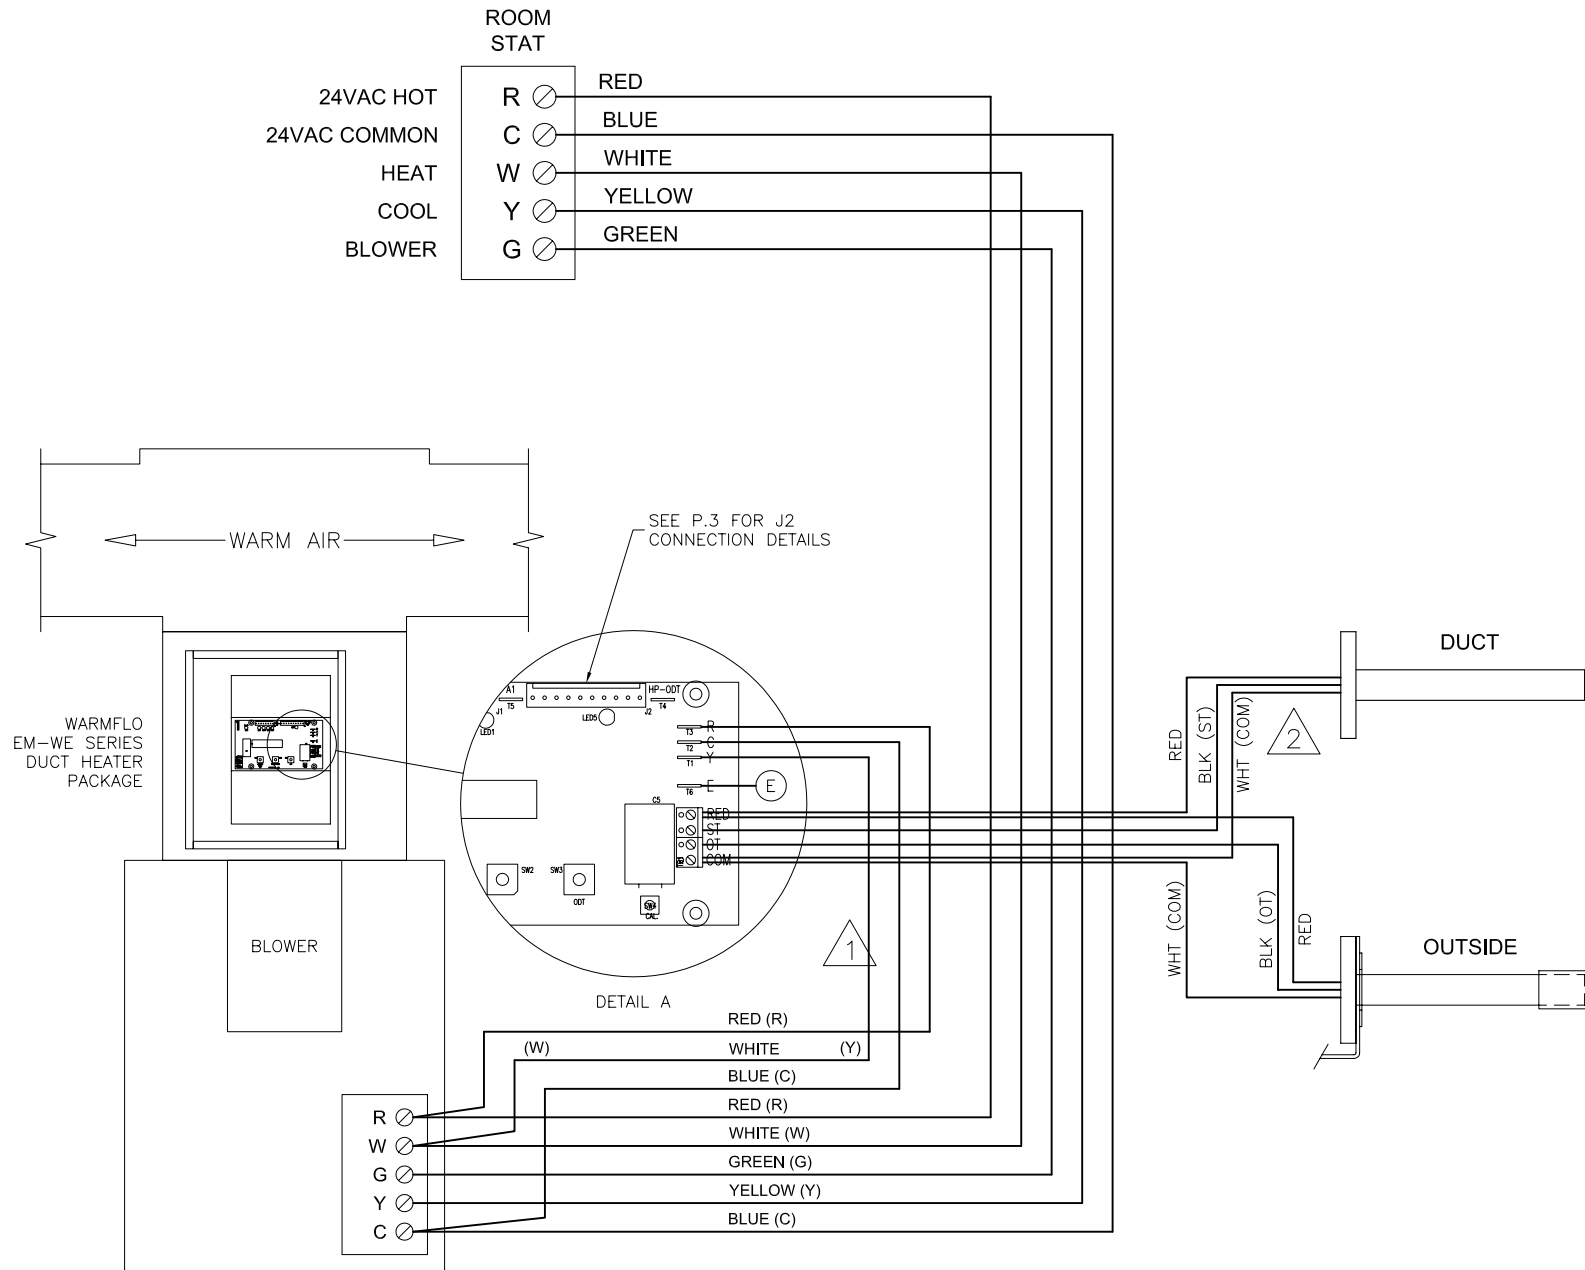 ROOM
STAT
24VAC HOT R RED
24VAC COMMON C BLUE
HEAT W WHITE
COOL Y YELLOW
BLOWER G GREEN
WARM AIR
SEE P.3 FOR J2
CONNECTION DETAILS
WARMFLO
EM-WE SERIES
DUCT HEATER
PACKAGE
A1
T5
J1
LED1
LED5
J2
HP-ODT
T4
R
T3
C
T2
Y
T1
E
T6
E
C5
RED
ST
OT
COM
SW2
SW3
ODT
SW4
CAL.
1
DETAIL A
DUCT
RED
BLK (ST)
WHT (COM)
2
WHT (COM)
BLK (OT)
RED
OUTSIDE
BLOWER
RED (R)
(W) WHITE (Y)
BLUE (C)
R RED (R)
W WHITE (W)
G GREEN (G)
Y YELLOW (Y)
C BLUE (C)